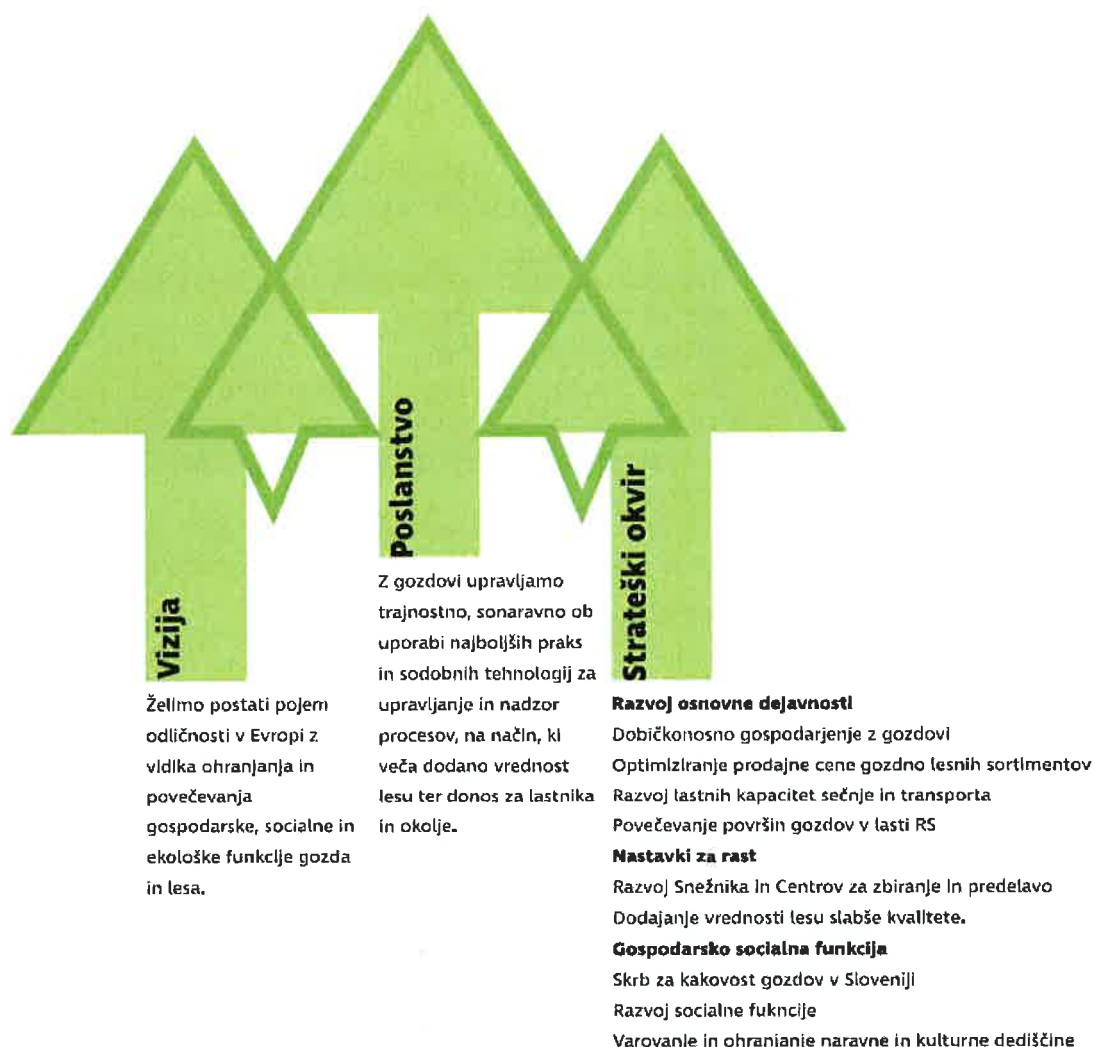 Vizija
Želimo postati pojem
odličnosti v Evropi z
vidika ohranjanja in
povečevanja
gospodarske, socialne in
ekološke funkcije gozda
in lesa.
Poslanstvo
Z gozdovi upravljamo
trajnostno, sonaravno ob
uporabi najboljših praks
in sodobnih tehnologij za
upravljanje in nadzor
procesov, na način, ki
veča dodano vrednost
lesu ter donos za lastnika
in okolje.
Strateški okvir
Razvoj osnovne dejavnosti
Dobičkonosno gospodarjenje z gozdovi
Optimiziranje prodajne cene gozdno lesnih sortimentov
Razvoj lastnih kapacitet sečnje in transporta
Povečevanje površin gozdov v lasti RS
Nastavki za rast
Razvoj Snežnika in Centrov za zbiranje in predelavo
Dodajanje vrednosti lesu slabše kvalitete.
Gospodarsko socialna funkcija
Skrb za kakovost gozdov v Sloveniji
Razvoj socialne fukncije
Varovanje in ohranjanje naravne in kulturne dediščine